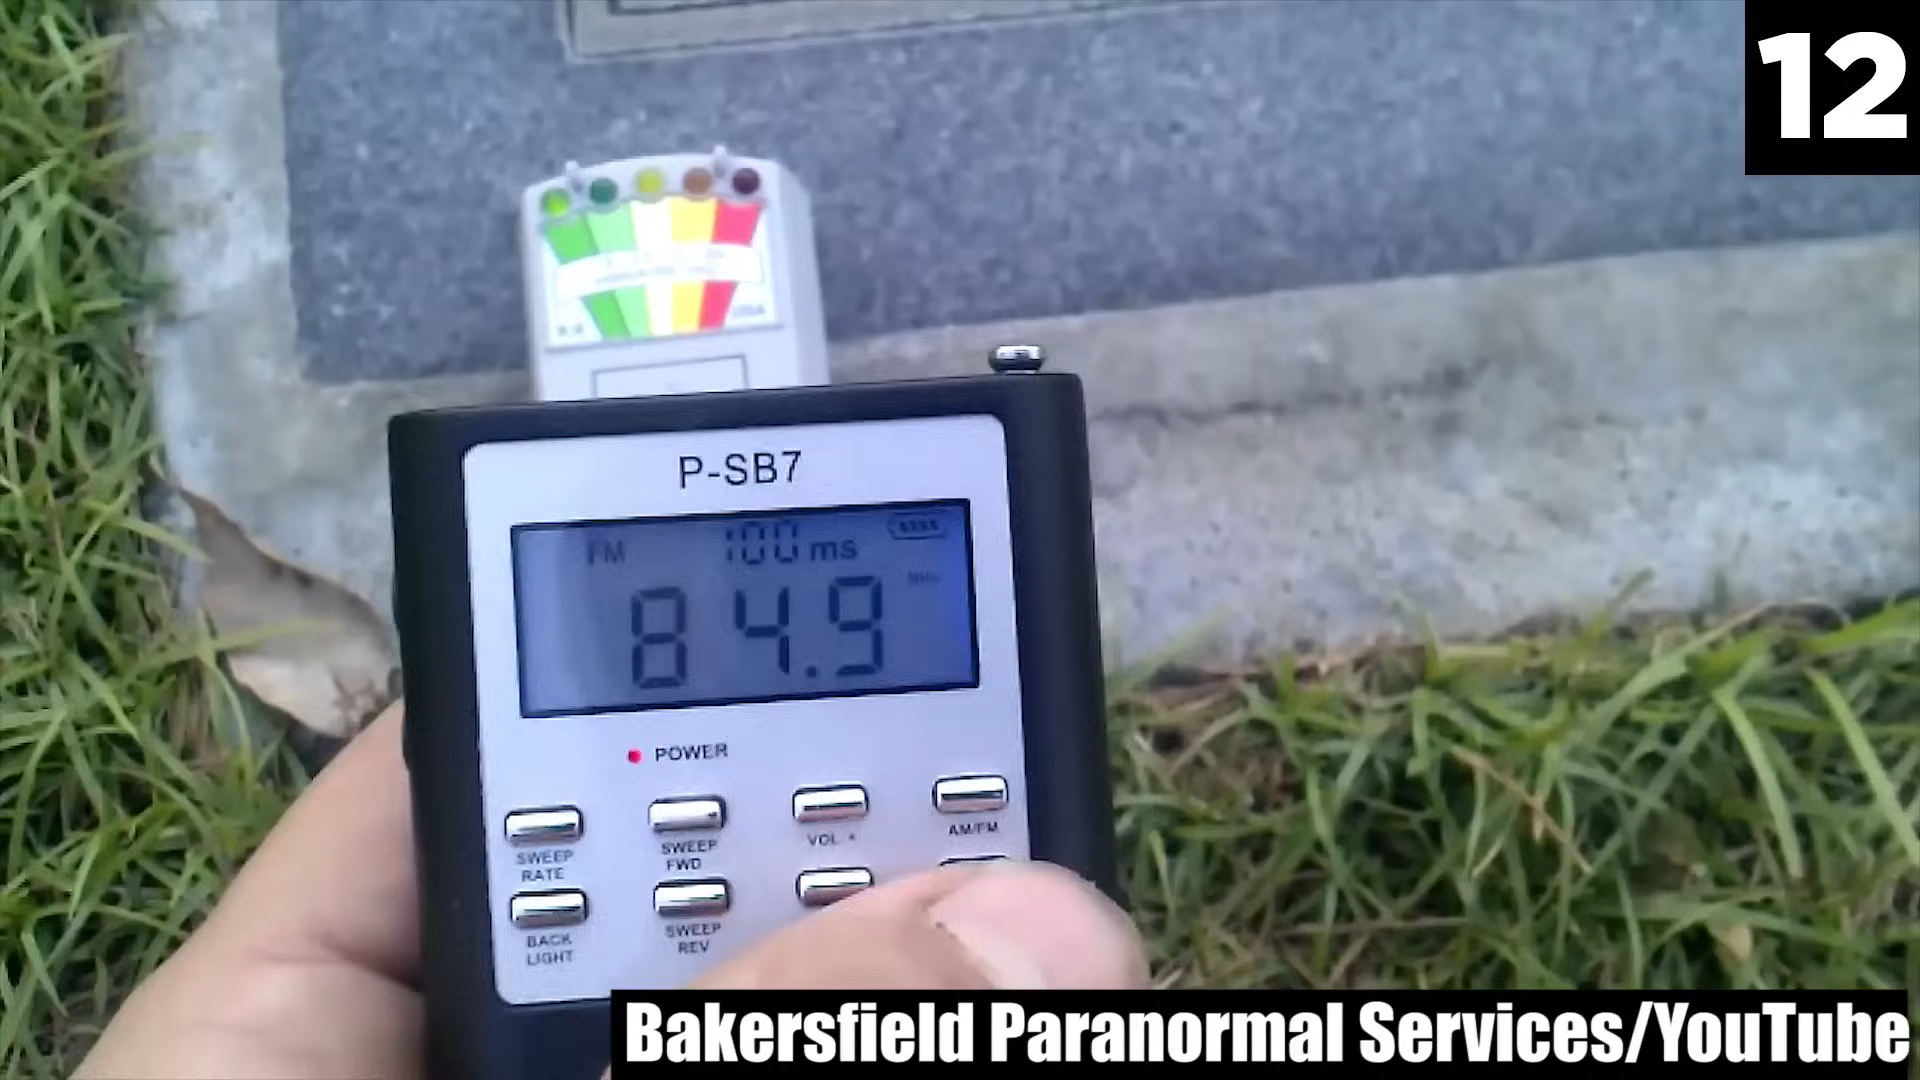 12
P-SB7
FM 100 ms
84.9
POWER
SWEEP RATE
SWEEP FWD
VOL +
AM/FM
BACK LIGHT
SWEEP REV
Bakersfield Paranormal Services/YouTube